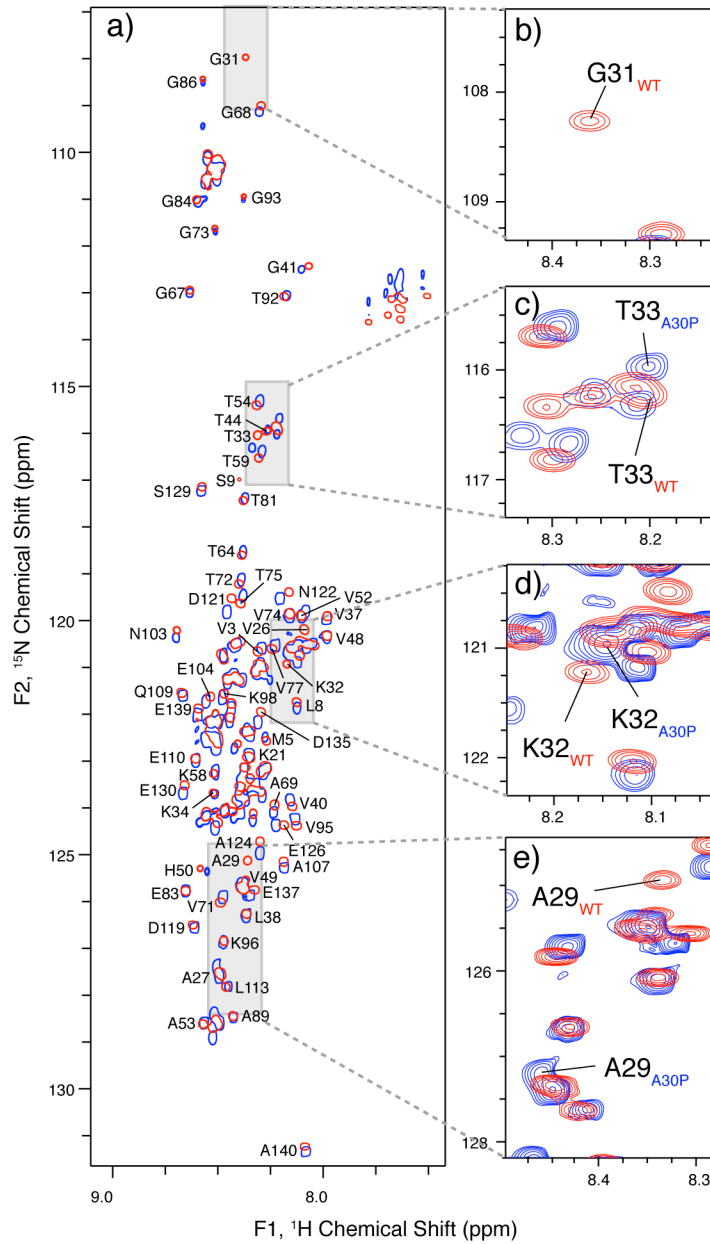 a)
G31
G86
G68
110
G84
G93
G73
G41
G67
T92
115
T54
T44
T33
T59
S9
S129
T81
T64
T75
T72
D121
N122
V52
V74
V37
120
N103
V3 V26
V48
E104
V77
K32
Q109
K98
L8
E139
D135
M5
E110
K21
K58
A69
E130
V40
K34
V95
A124
E126
125
A29
A107
H50
V49
E83
E137
V71
L38
D119
K96
A27
L113
A53
A89
130
A140
9.0
8.0
F2, ¹⁵N Chemical Shift (ppm)
F1, ¹H Chemical Shift (ppm)
b)
G31WT
108
109
8.4
8.3
c)
T33A30P
116
T33WT
117
8.3
8.2
d)
121
K32A30P
K32WT
122
8.2
8.1
e)
A29WT
126
A29A30P
128
8.4
8.3